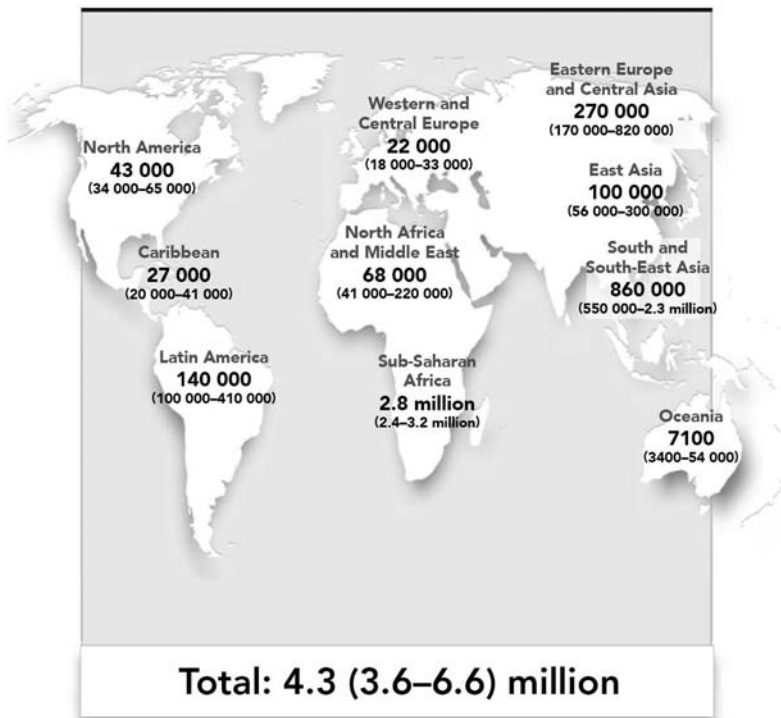 Eastern Europe
and Central Asia
270 000
(170 000–820 000)
Western and
Central Europe
22 000
(18 000–33 000)
North America
43 000
(34 000–65 000)
East Asia
100 000
(56 000–300 000)
North Africa
and Middle East
68 000
(41 000–220 000)
Caribbean
27 000
(20 000–41 000)
South and
South-East Asia
860 000
(550 000–2.3 million)
Latin America
140 000
(100 000–410 000)
Sub-Saharan
Africa
2.8 million
(2.4–3.2 million)
Oceania
7100
(3400–54 000)
Total: 4.3 (3.6–6.6) million